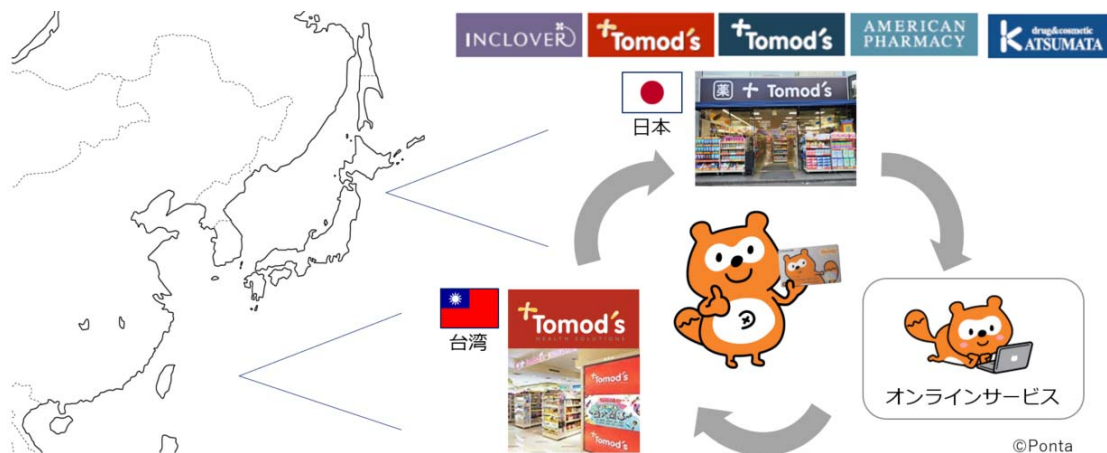 INCLOVER
Tomod's
Tomod's
AMERICAN
PHARMACY
drug&cosmetic
KATSUMATA
日本
薬 Tomod's
台湾
Tomod's
HEALTH SOLUTIONS
Tomod's
Tomod's
オンラインサービス
©Ponta